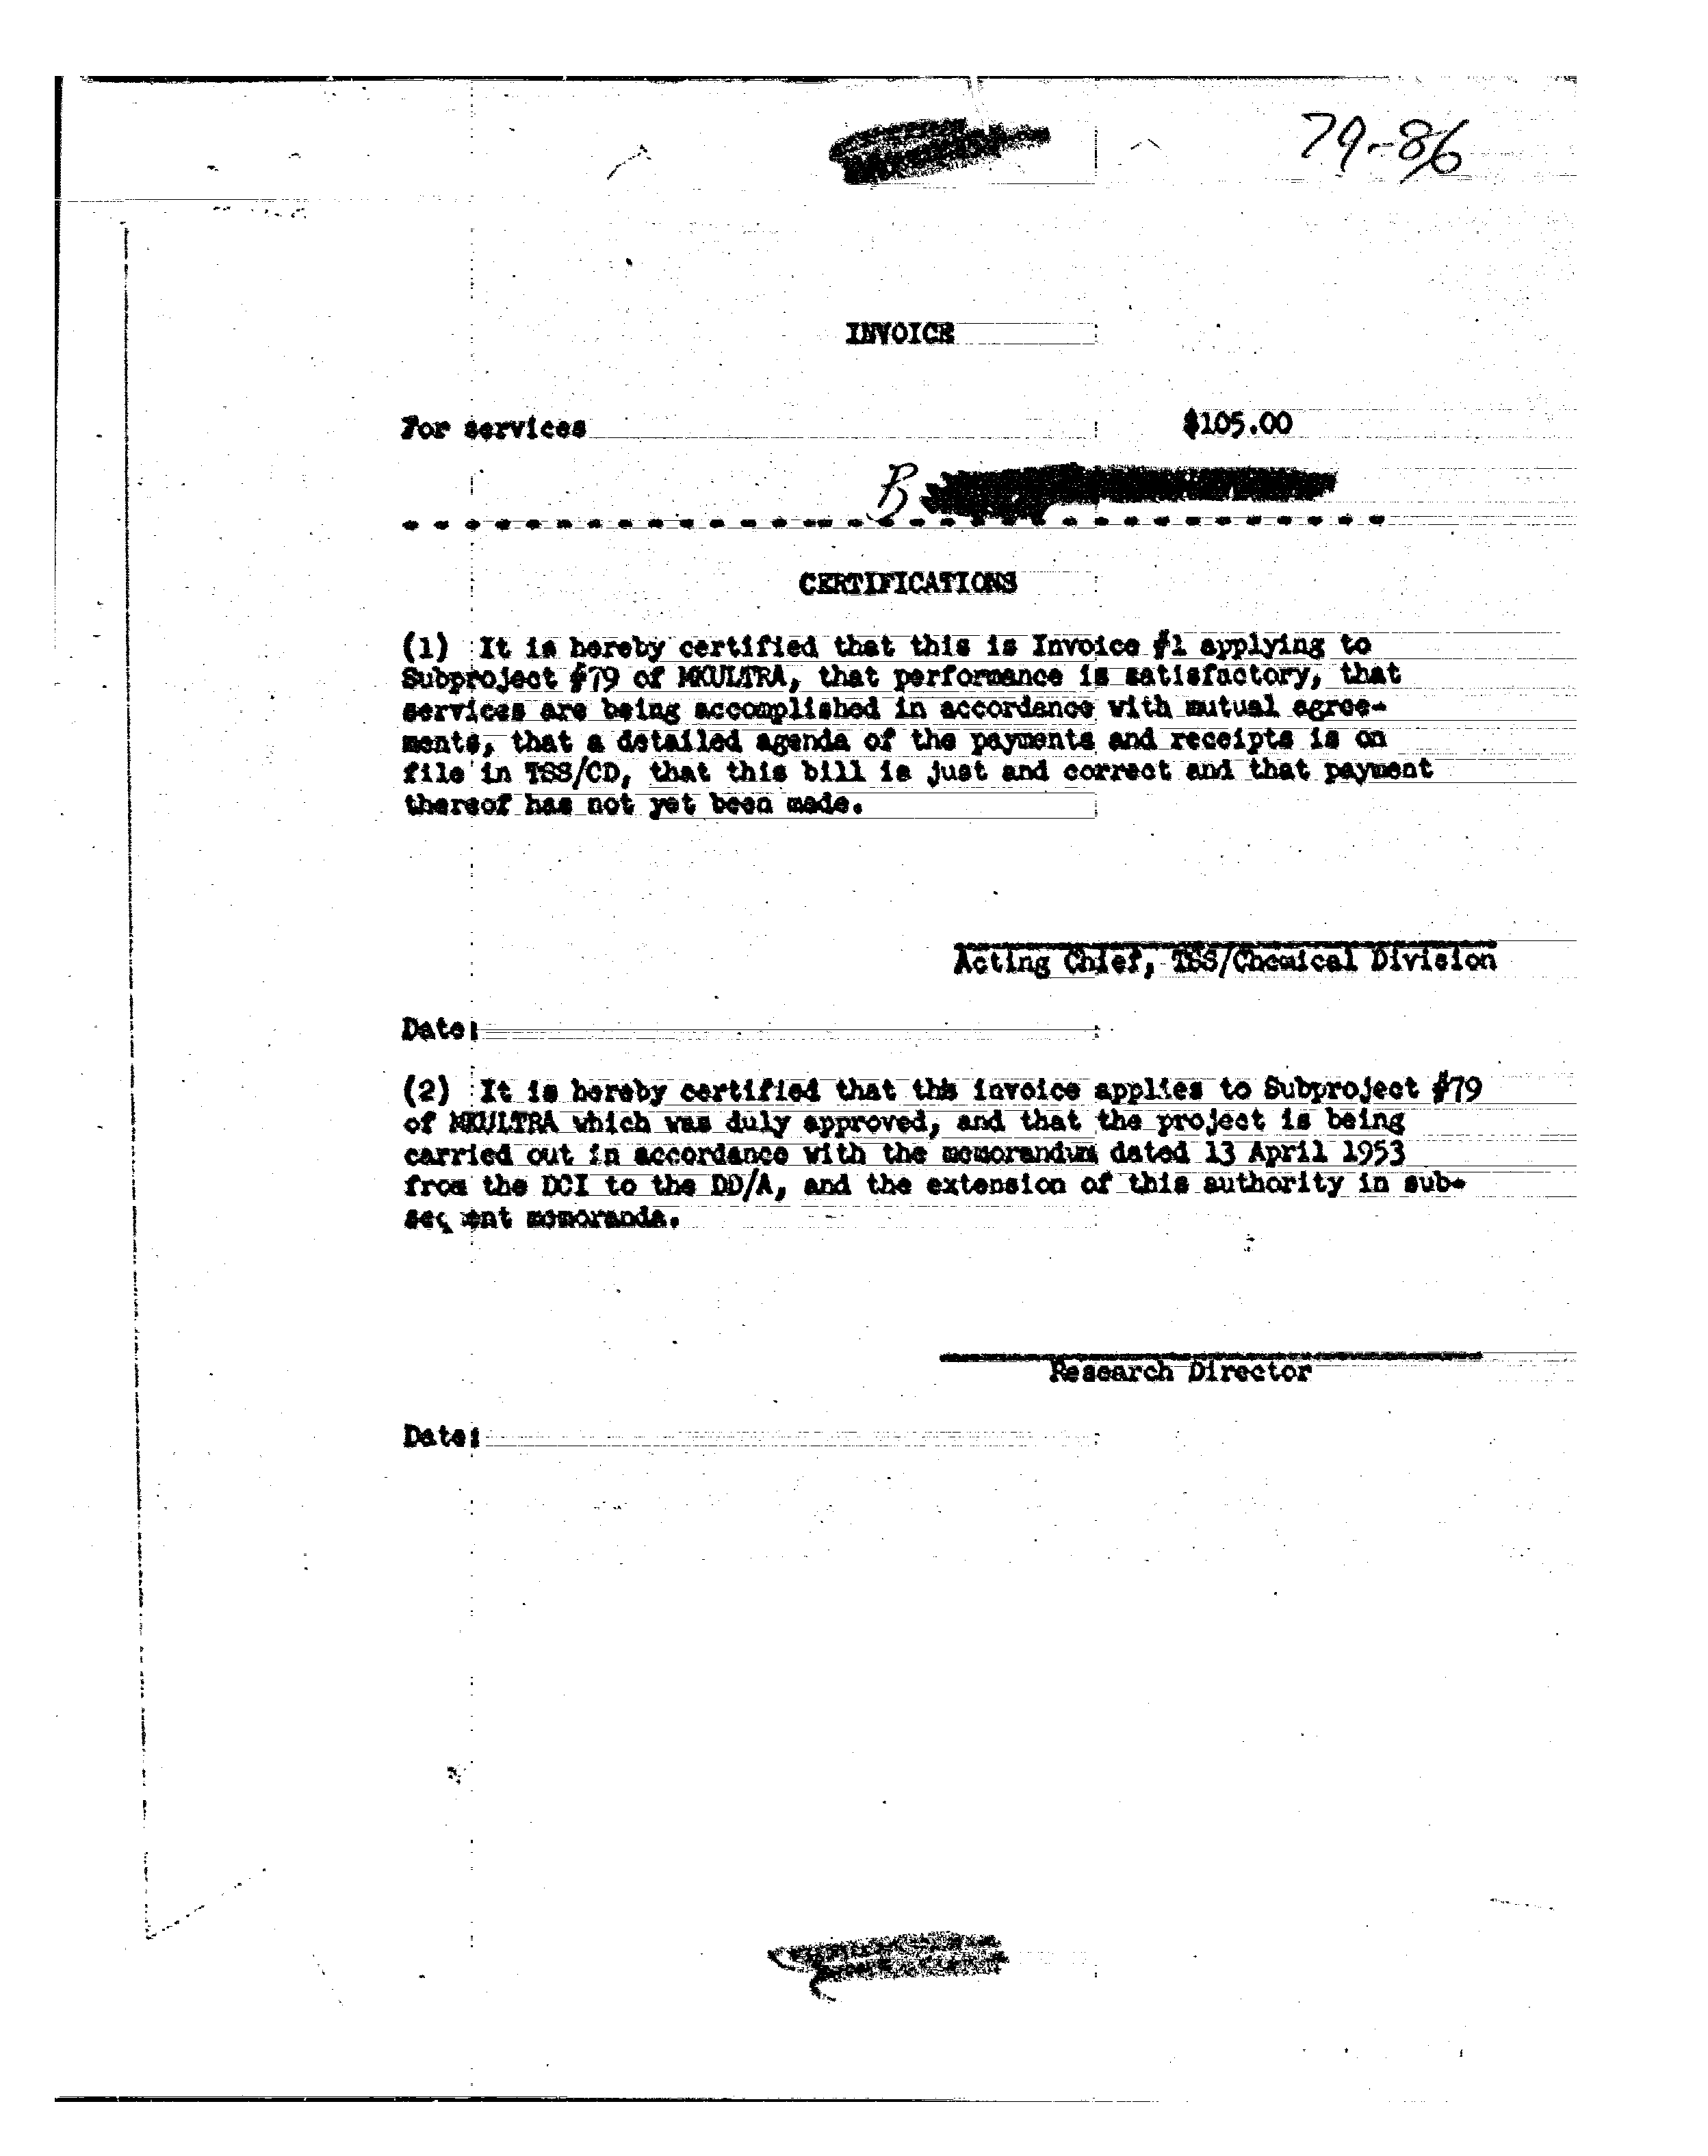 79-86
INVOICE
For services $105.00
B
CERTIFICATIONS
(1) It is hereby certified that this is Invoice #1 applying to
Subproject #79 of MKULTRA, that performance is satisfactory, that
services are being accomplished in accordance with mutual agree-
ments, that a detailed agenda of the payments and receipts is on
file in TSS/CD, that this bill is just and correct and that payment
thereof has not yet been made.
Acting Chief, TSS/Chemical Division
Date:
(2) It is hereby certified that this invoice applies to Subproject #79
of MKULTRA which was duly approved, and that the project is being
carried out in accordance with the memorandum dated 13 April 1953
from the DCI to the DD/A, and the extension of this authority in sub-
sequent memoranda.
Research Director
Date: